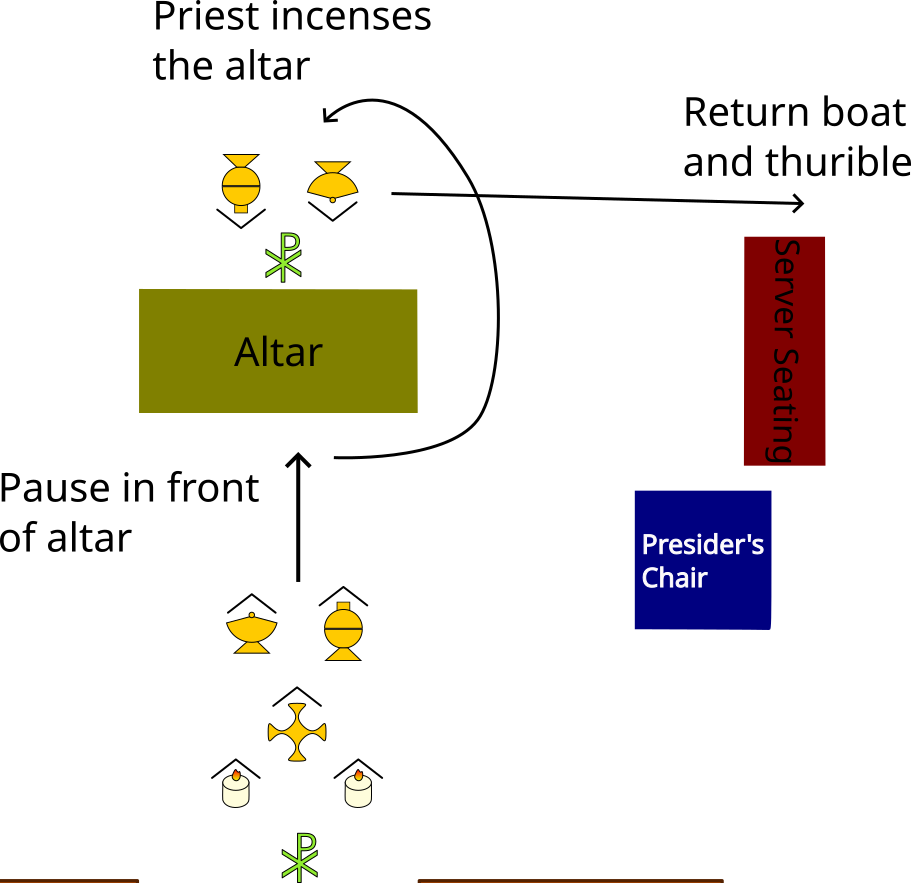 Priest incenses
the altar
Return boat
and thurible
Server Seating
Altar
Pause in front
of altar
Presider's
Chair